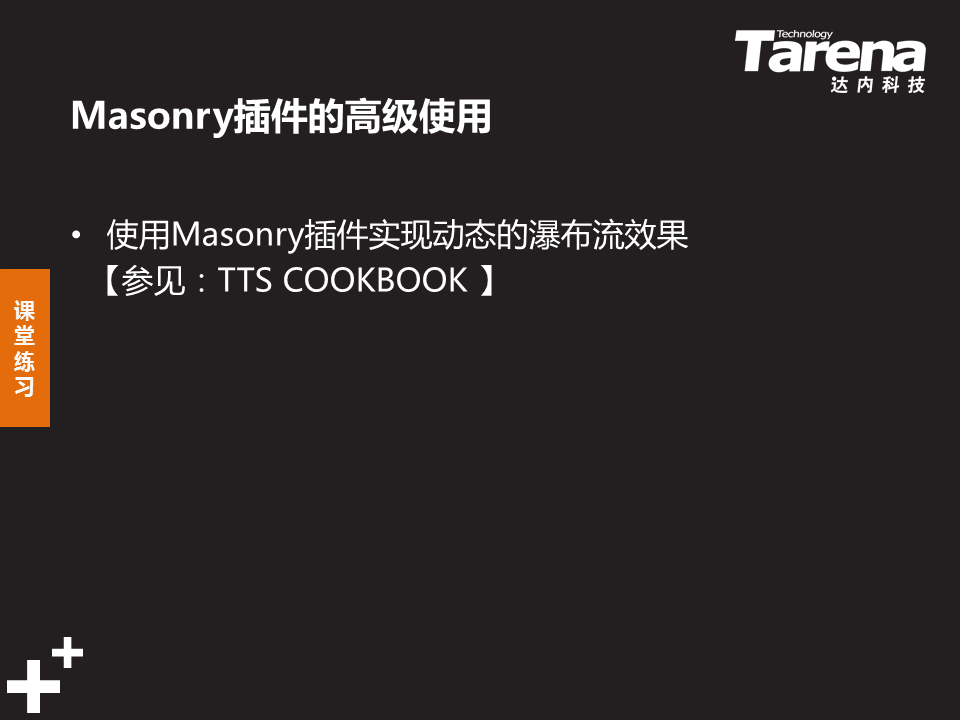 Technology
Tarena
达内科技
Masonry插件的高级使用
• 使用Masonry插件实现动态的瀑布流效果
【参见：TTS COOKBOOK 】
课
堂
练
习